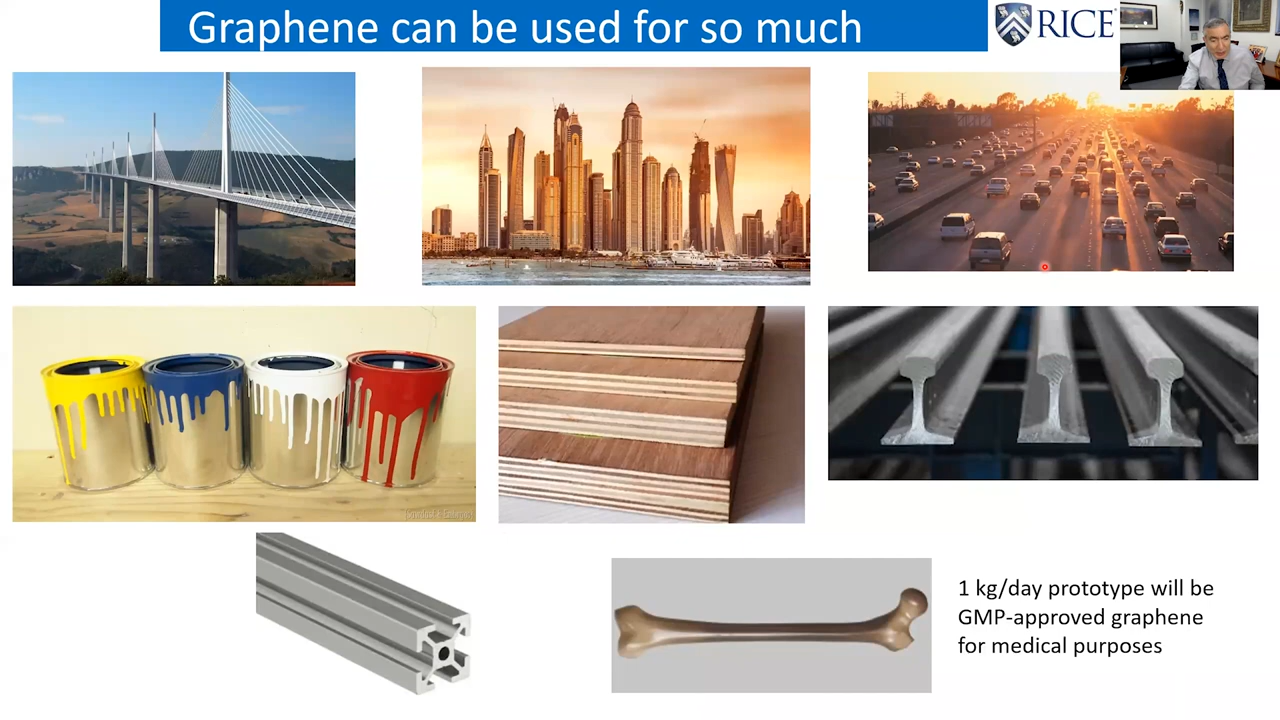 Graphene can be used for so much
RICE
1 kg/day prototype will be
GMP-approved graphene
for medical purposes